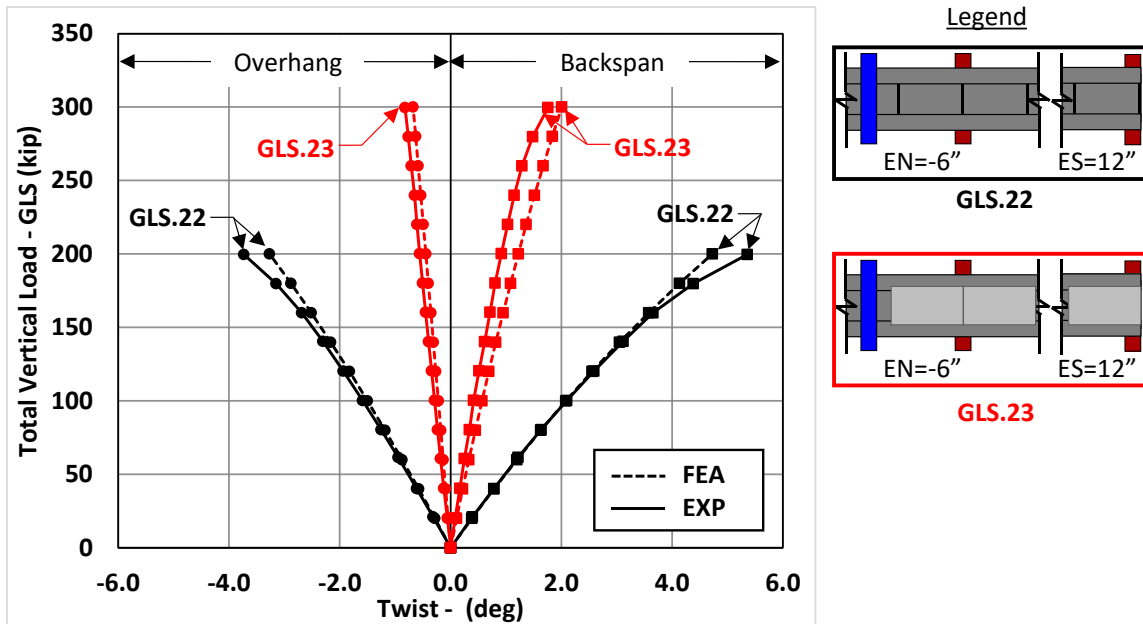 Legend
350
300
250
200
150
100
50
0
Total Vertical Load - GLS (kip)
Overhang
Backspan
GLS.23
GLS.23
GLS.22
GLS.22
FEA
EXP
-6.0
-4.0
-2.0
0.0
2.0
4.0
6.0
Twist - (deg)
EN=-6”
ES=12”
GLS.22
EN=-6”
ES=12”
GLS.23